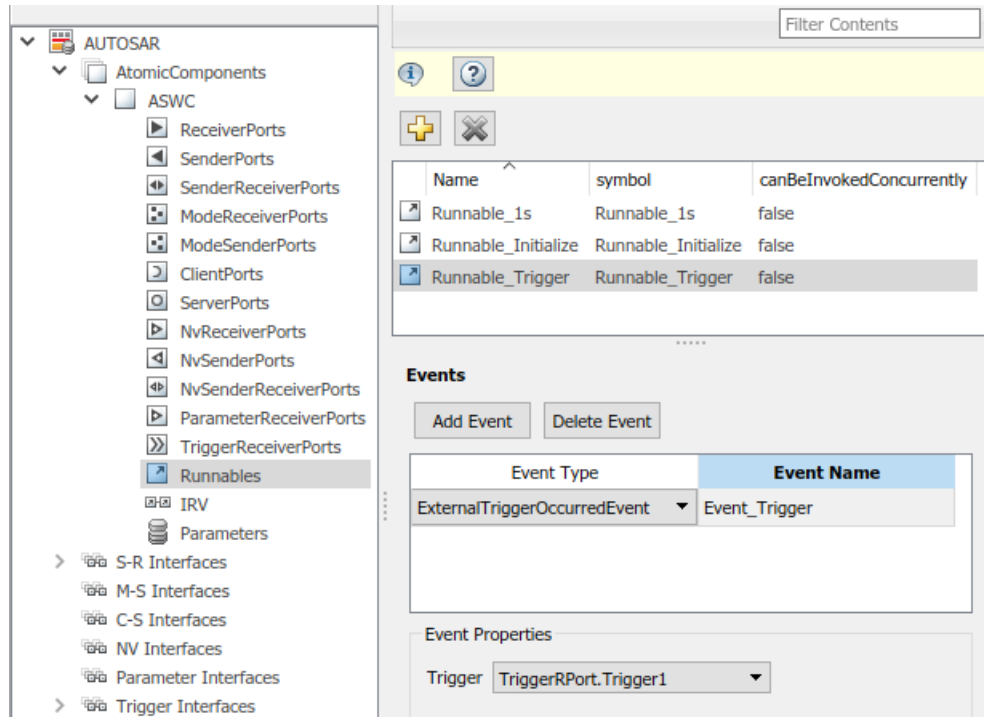 AUTOSAR
AtomicComponents
ASWC
ReceiverPorts
SenderPorts
SenderReceiverPorts
ModeReceiverPorts
ModeSenderPorts
ClientPorts
ServerPorts
NvReceiverPorts
NvSenderPorts
NvSenderReceiverPorts
ParameterReceiverPorts
TriggerReceiverPorts
Runnables
IRV
Parameters
S-R Interfaces
M-S Interfaces
C-S Interfaces
NV Interfaces
Parameter Interfaces
Trigger Interfaces
Filter Contents
Name symbol canBeInvokedConcurrently
Runnable_1s Runnable_1s false
Runnable_Initialize Runnable_Initialize false
Runnable_Trigger Runnable_Trigger false
Events
Add Event Delete Event
Event Type Event Name
ExternalTriggerOccurredEvent Event_Trigger
Event Properties
Trigger TriggerRPort.Trigger1